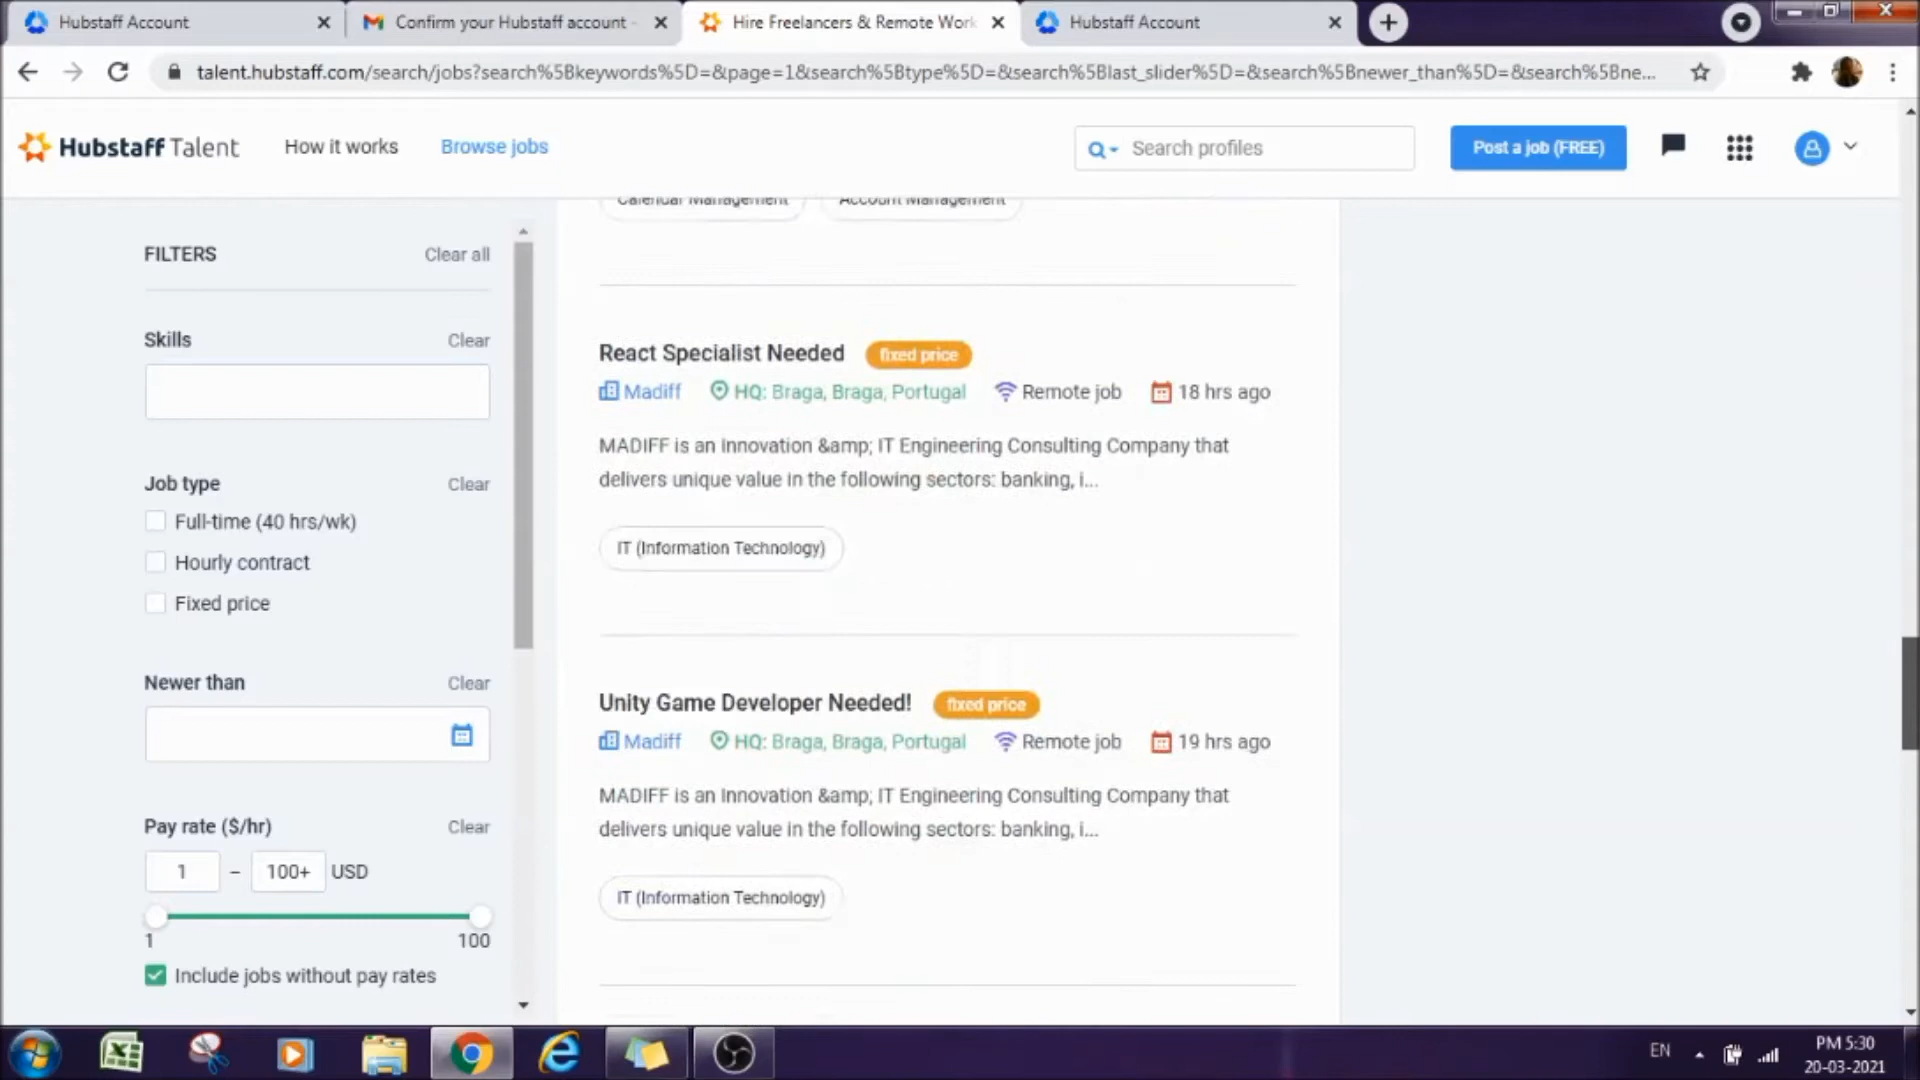 Hubstaff Account
Confirm your Hubstaff account -
Hire Freelancers & Remote Work
Hubstaff Account
talent.hubstaff.com/search/jobs?search%5Bkeywords%5D=&page=1&search%5Btype%5D=&search%5Blast_slider%5D=&search%5Bnewer_than%5D=&search%5Bne...
Hubstaff Talent
How it works
Browse jobs
Search profiles
Post a job (FREE)
Calendar Management
Account Management
FILTERS
Clear all
Skills
Clear
Job type
Clear
Full-time (40 hrs/wk)
Hourly contract
Fixed price
Newer than
Clear
Pay rate ($/hr)
Clear
1 – 100+ USD
1 100
Include jobs without pay rates
React Specialist Needed fixed price
Madiff HQ: Braga, Braga, Portugal Remote job 18 hrs ago
MADIFF is an Innovation &amp; IT Engineering Consulting Company that
delivers unique value in the following sectors: banking, i...
IT (Information Technology)
Unity Game Developer Needed! fixed price
Madiff HQ: Braga, Braga, Portugal Remote job 19 hrs ago
MADIFF is an Innovation &amp; IT Engineering Consulting Company that
delivers unique value in the following sectors: banking, i...
IT (Information Technology)
EN
PM 5:30
20-03-2021